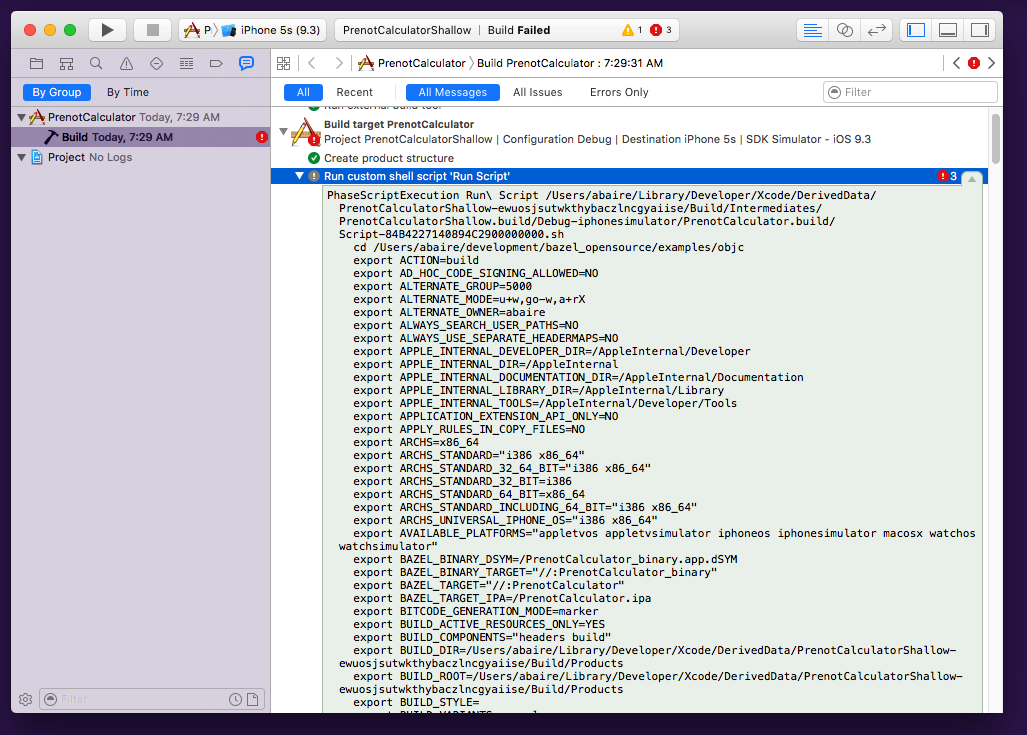 P iPhone 5s (9.3) PrenotCalculatorShallow | Build Failed 1 3
PrenotCalculator Build PrenotCalculator : 7:29:31 AM
By Group By Time
All Recent All Messages All Issues Errors Only Filter
PrenotCalculator Today, 7:29 AM
Build Today, 7:29 AM
Project No Logs
Filter
Run external build tool
Build target PrenotCalculator
Project PrenotCalculatorShallow | Configuration Debug | Destination iPhone 5s | SDK Simulator - iOS 9.3
Create product structure
Run custom shell script 'Run Script' 3
PhaseScriptExecution Run\ Script /Users/abaire/Library/Developer/Xcode/DerivedData/
PrenotCalculatorShallow-ewuosjsutwkthybaczlncgyaiise/Build/Intermediates/
PrenotCalculatorShallow.build/Debug-iphonesimulator/PrenotCalculator.build/
Script-84B4227140894C2900000000.sh
cd /Users/abaire/development/bazel_opensource/examples/objc
export ACTION=build
export AD_HOC_CODE_SIGNING_ALLOWED=NO
export ALTERNATE_GROUP=5000
export ALTERNATE_MODE=u+w,go-w,a+rX
export ALTERNATE_OWNER=abaire
export ALWAYS_SEARCH_USER_PATHS=NO
export ALWAYS_USE_SEPARATE_HEADERMAPS=NO
export APPLE_INTERNAL_DEVELOPER_DIR=/AppleInternal/Developer
export APPLE_INTERNAL_DIR=/AppleInternal
export APPLE_INTERNAL_DOCUMENTATION_DIR=/AppleInternal/Documentation
export APPLE_INTERNAL_LIBRARY_DIR=/AppleInternal/Library
export APPLE_INTERNAL_TOOLS=/AppleInternal/Developer/Tools
export APPLICATION_EXTENSION_API_ONLY=NO
export APPLY_RULES_IN_COPY_FILES=NO
export ARCHS=x86_64
export ARCHS_STANDARD="i386 x86_64"
export ARCHS_STANDARD_32_64_BIT="i386 x86_64"
export ARCHS_STANDARD_32_BIT=i386
export ARCHS_STANDARD_64_BIT=x86_64
export ARCHS_STANDARD_INCLUDING_64_BIT="i386 x86_64"
export ARCHS_UNIVERSAL_IPHONE_OS="i386 x86_64"
export AVAILABLE_PLATFORMS="appletvos appletvsimulator iphoneos iphonesimulator macosx watchos
watchsimulator"
export BAZEL_BINARY_DSYM=/PrenotCalculator_binary.app.dSYM
export BAZEL_BINARY_TARGET="//:PrenotCalculator_binary"
export BAZEL_TARGET="//:PrenotCalculator"
export BAZEL_TARGET_IPA=/PrenotCalculator.ipa
export BITCODE_GENERATION_MODE=marker
export BUILD_ACTIVE_RESOURCES_ONLY=YES
export BUILD_COMPONENTS="headers build"
export BUILD_DIR=/Users/abaire/Library/Developer/Xcode/DerivedData/PrenotCalculatorShallow-
ewuosjsutwkthybaczlncgyaiise/Build/Products
export BUILD_ROOT=/Users/abaire/Library/Developer/Xcode/DerivedData/PrenotCalculatorShallow-
ewuosjsutwkthybaczlncgyaiise/Build/Products
export BUILD_STYLE=